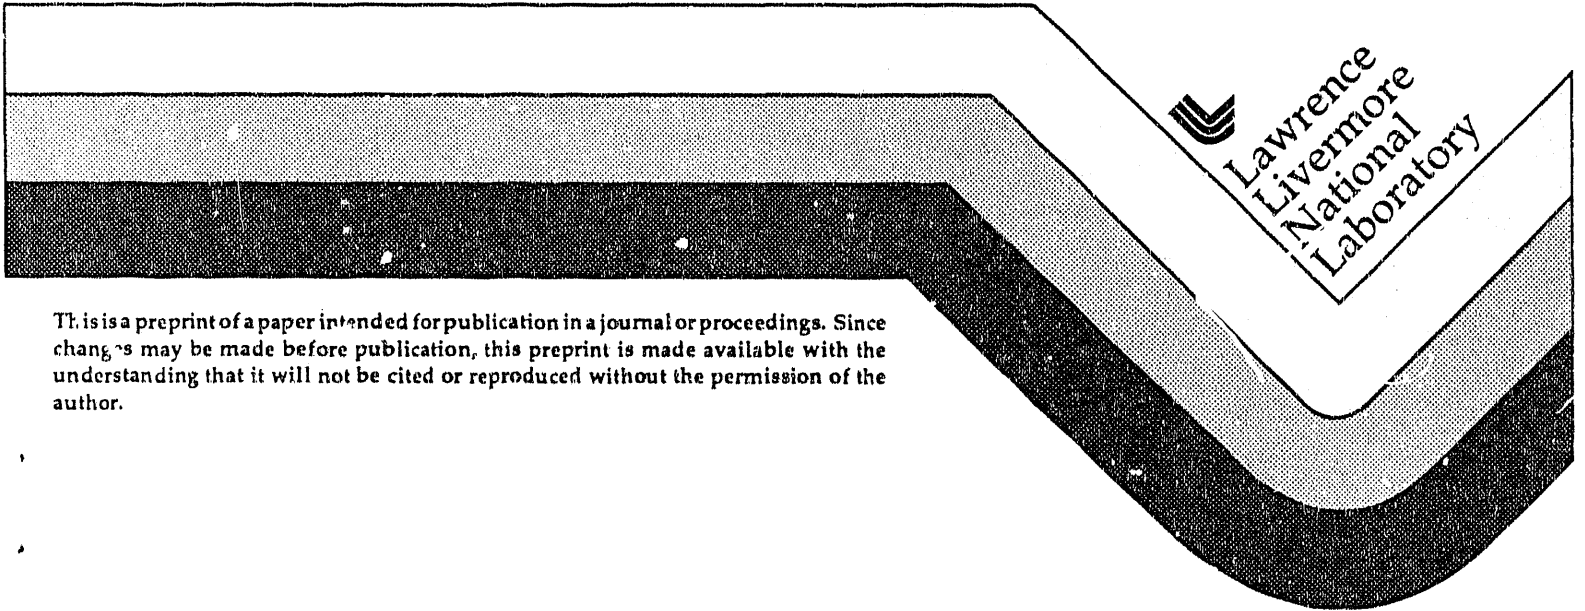 Lawrence
Livermore
National
Laboratory
This is a preprint of a paper intended for publication in a journal or proceedings. Since
changes may be made before publication, this preprint is made available with the
understanding that it will not be cited or reproduced without the permission of the
author.